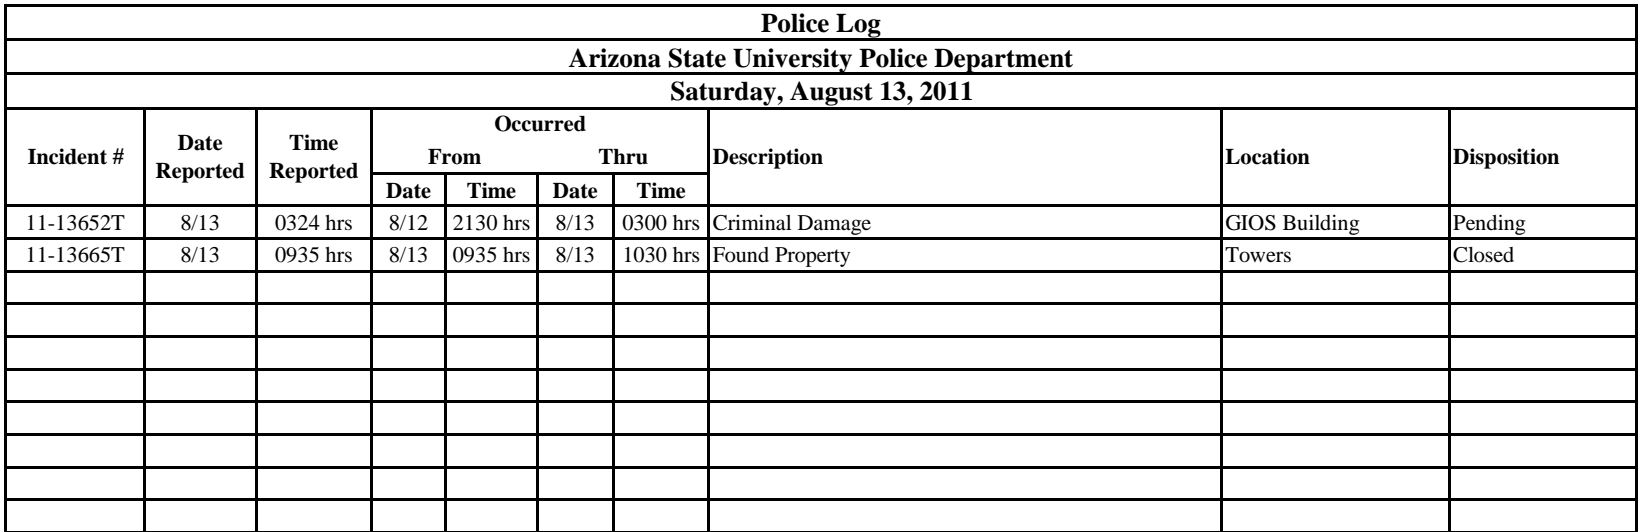 Police Log
Arizona State University Police Department
Saturday, August 13, 2011
Incident # Date Reported Time Reported Occurred Description Location Disposition
From Thru
Date Time Date Time
11-13652T 8/13 0324 hrs 8/12 2130 hrs 8/13 0300 hrs Criminal Damage GIOS Building Pending
11-13665T 8/13 0935 hrs 8/13 0935 hrs 8/13 1030 hrs Found Property Towers Closed